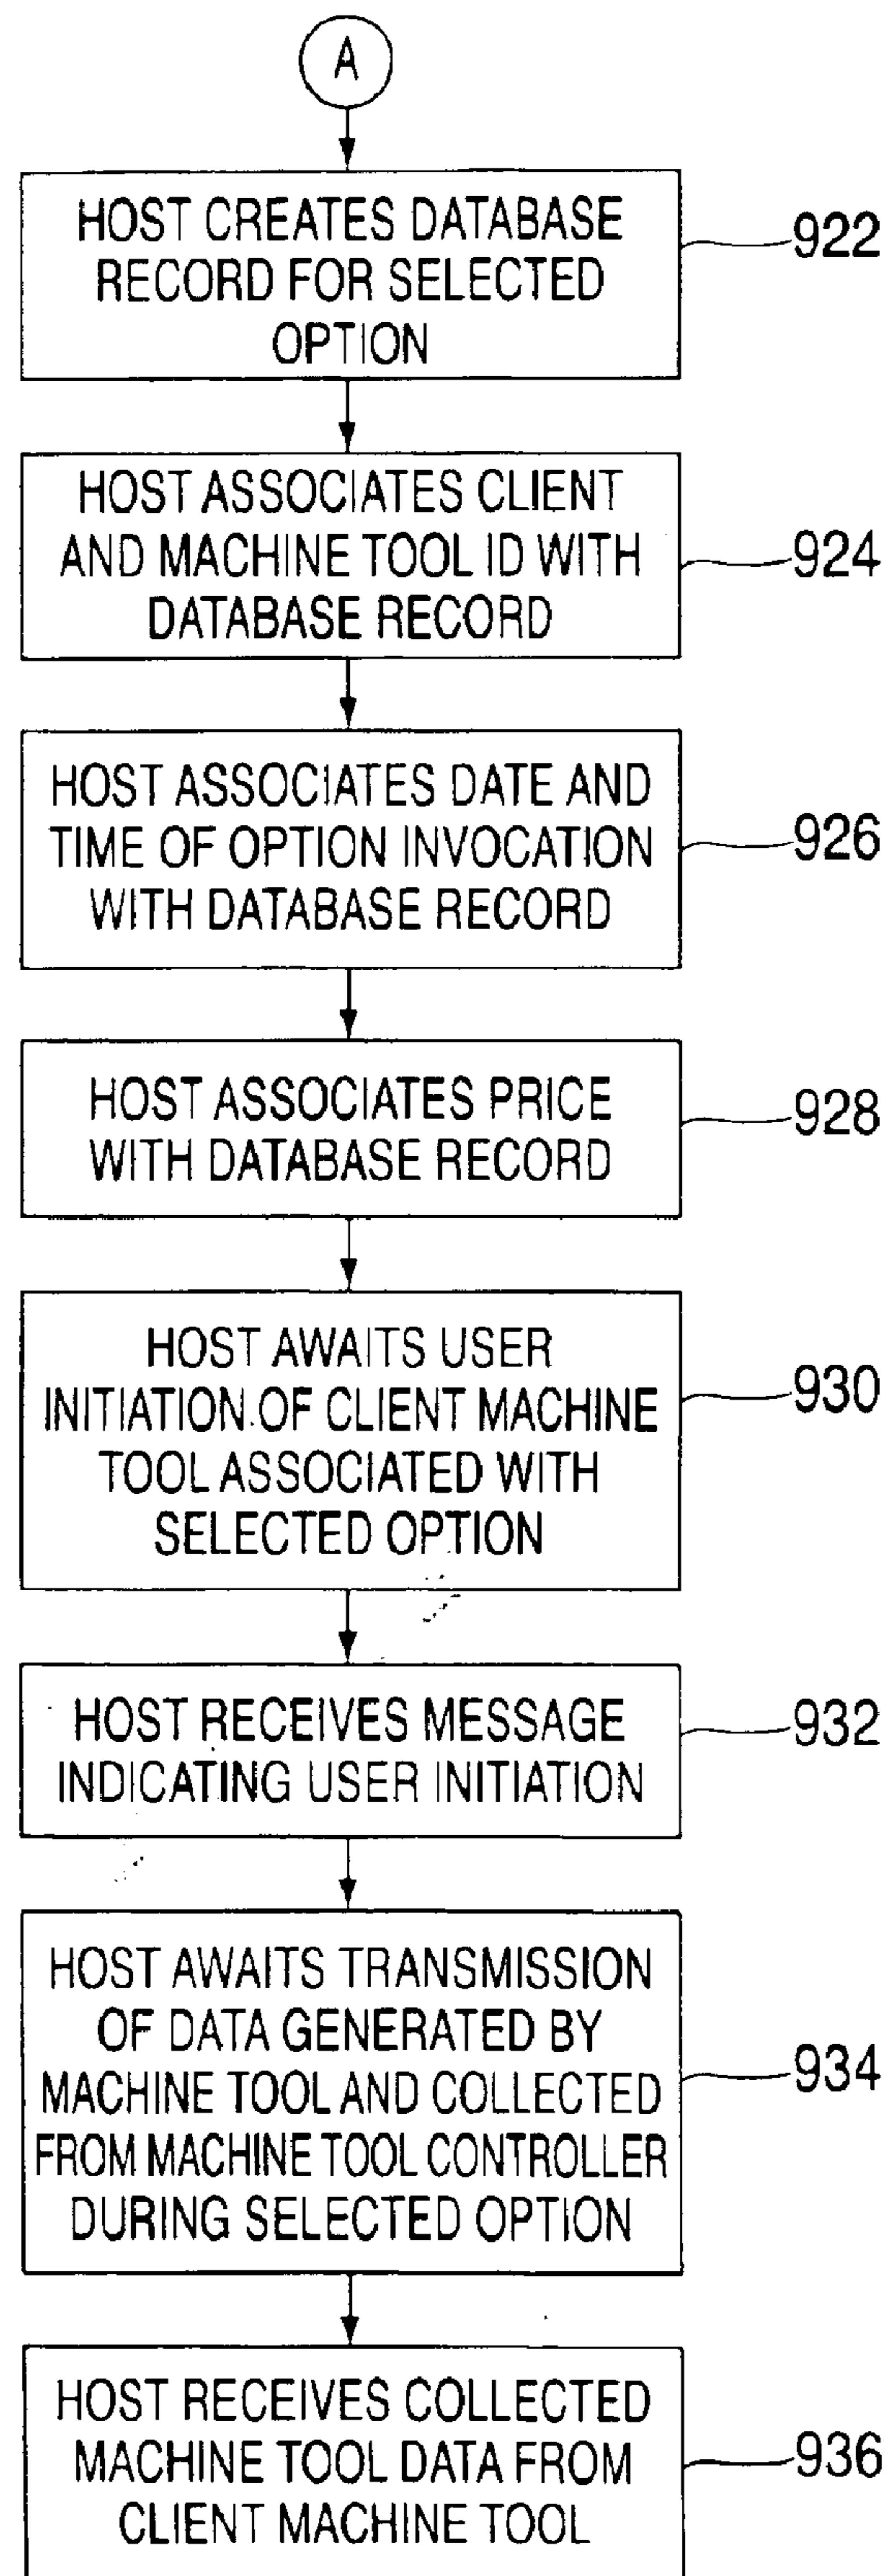 A
HOST CREATES DATABASE
RECORD FOR SELECTED
OPTION
922
HOST ASSOCIATES CLIENT
AND MACHINE TOOL ID WITH
DATABASE RECORD
924
HOST ASSOCIATES DATE AND
TIME OF OPTION INVOCATION
WITH DATABASE RECORD
926
HOST ASSOCIATES PRICE
WITH DATABASE RECORD
928
HOST AWAITS USER
INITIATION OF CLIENT MACHINE
TOOL ASSOCIATED WITH
SELECTED OPTION
930
HOST RECEIVES MESSAGE
INDICATING USER INITIATION
932
HOST AWAITS TRANSMISSION
OF DATA GENERATED BY
MACHINE TOOL AND COLLECTED
FROM MACHINE TOOL CONTROLLER
DURING SELECTED OPTION
934
HOST RECEIVES COLLECTED
MACHINE TOOL DATA FROM
CLIENT MACHINE TOOL
936